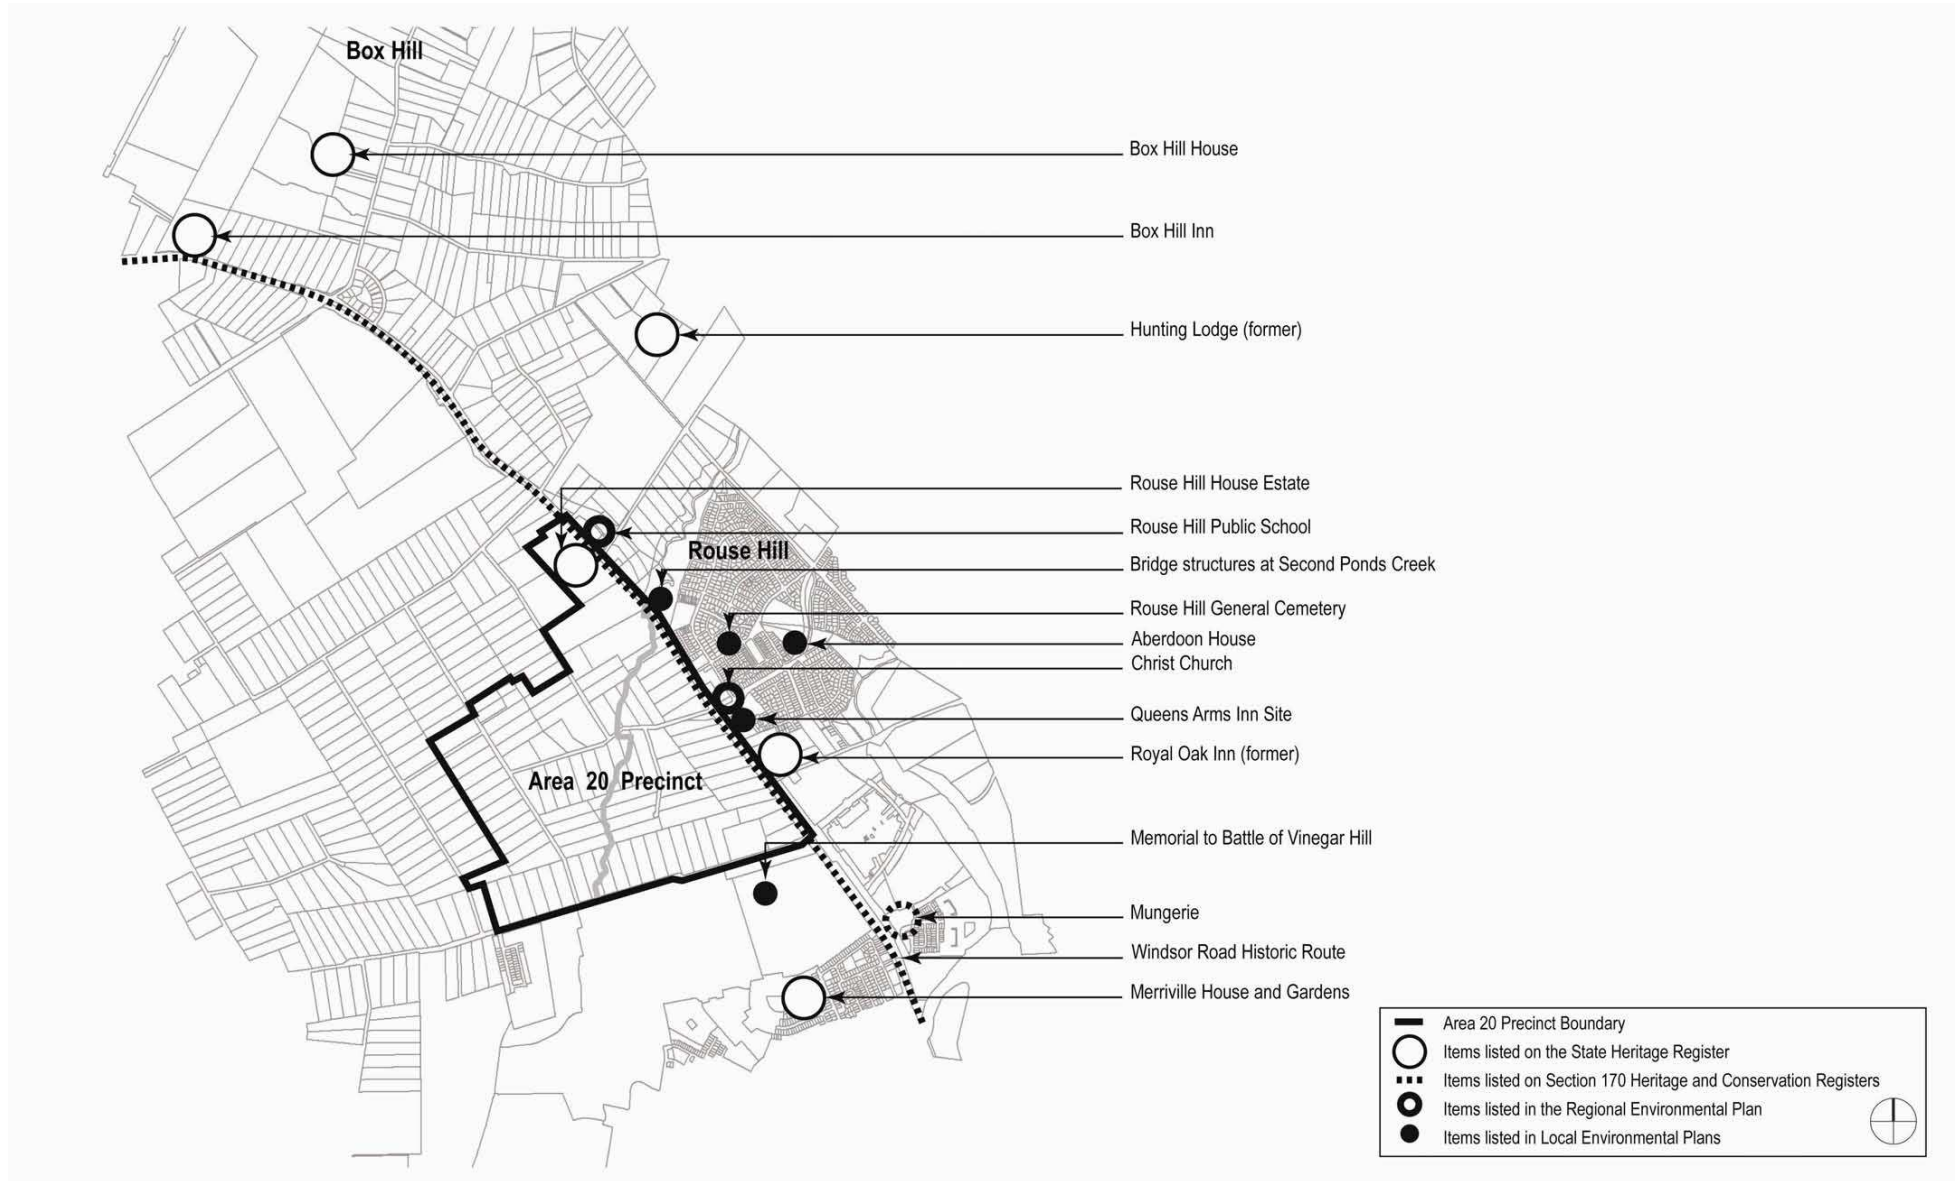 Box Hill
Box Hill House
Box Hill Inn
Hunting Lodge (former)
Rouse Hill House Estate
Rouse Hill Public School
Rouse Hill
Bridge structures at Second Ponds Creek
Rouse Hill General Cemetery
Aberdoon House
Christ Church
Queens Arms Inn Site
Royal Oak Inn (former)
Area 20 Precinct
Memorial to Battle of Vinegar Hill
Mungerie
Windsor Road Historic Route
Merriville House and Gardens
Area 20 Precinct Boundary
Items listed on the State Heritage Register
Items listed on Section 170 Heritage and Conservation Registers
Items listed in the Regional Environmental Plan
Items listed in Local Environmental Plans